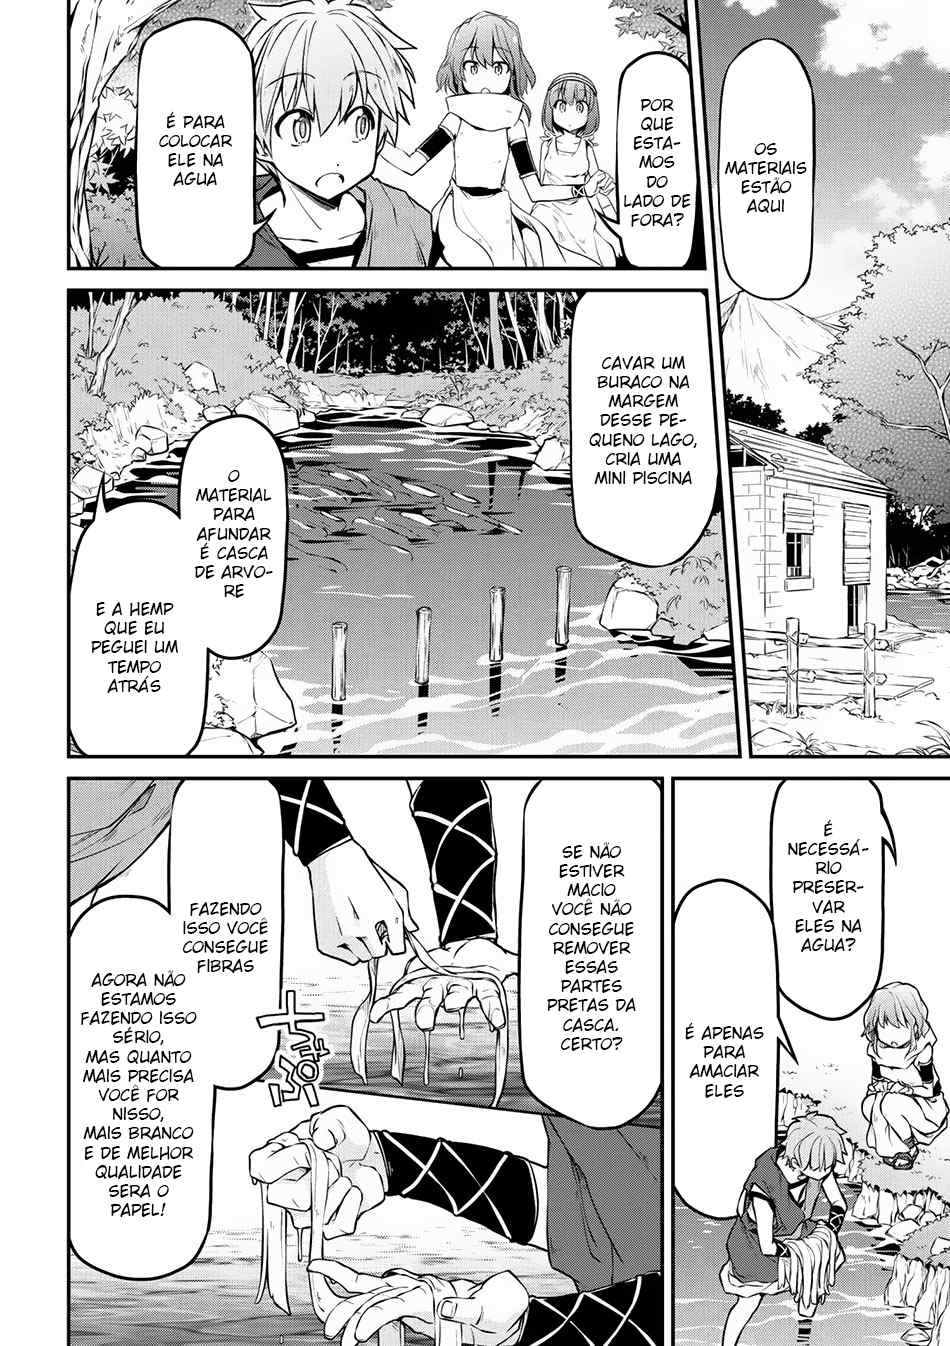 OS
MATERIAIS
ESTÃO
AQUI
POR
QUE
ESTA-
MOS
DO
LADO DE
FORA?
É PARA
COLOCAR
ELE NA
AGUA
CAVAR UM
BURACO NA
MARGEM
DESSE PE-
QUENO LAGO,
CRIA UMA
MINI PISCINA
O
MATERIAL
PARA
AFUNDAR
É CASCA
DE ARVO-
RE
E A HEMP
QUE EU
PEGUEI UM
TEMPO
ATRÁS
É
NECESSÁ-
RIO
PRESER-
VAR
ELES NA
AGUA?
É APENAS
PARA
AMACIAR
ELES
SE NÃO
ESTIVER
MACIO
VOCÊ NÃO
CONSEGUE
REMOVER
ESSAS
PARTES
PRETAS DA
CASCA.
CERTO?
FAZENDO
ISSO VOCÊ
CONSEGUE
FIBRAS
AGORA NÃO
ESTAMOS
FAZENDO ISSO
SÉRIO,
MAS QUANTO
MAIS PRECISA
VOCÊ FOR
NISSO,
MAIS BRANCO
E DE MELHOR
QUALIDADE
SERA O
PAPEL!